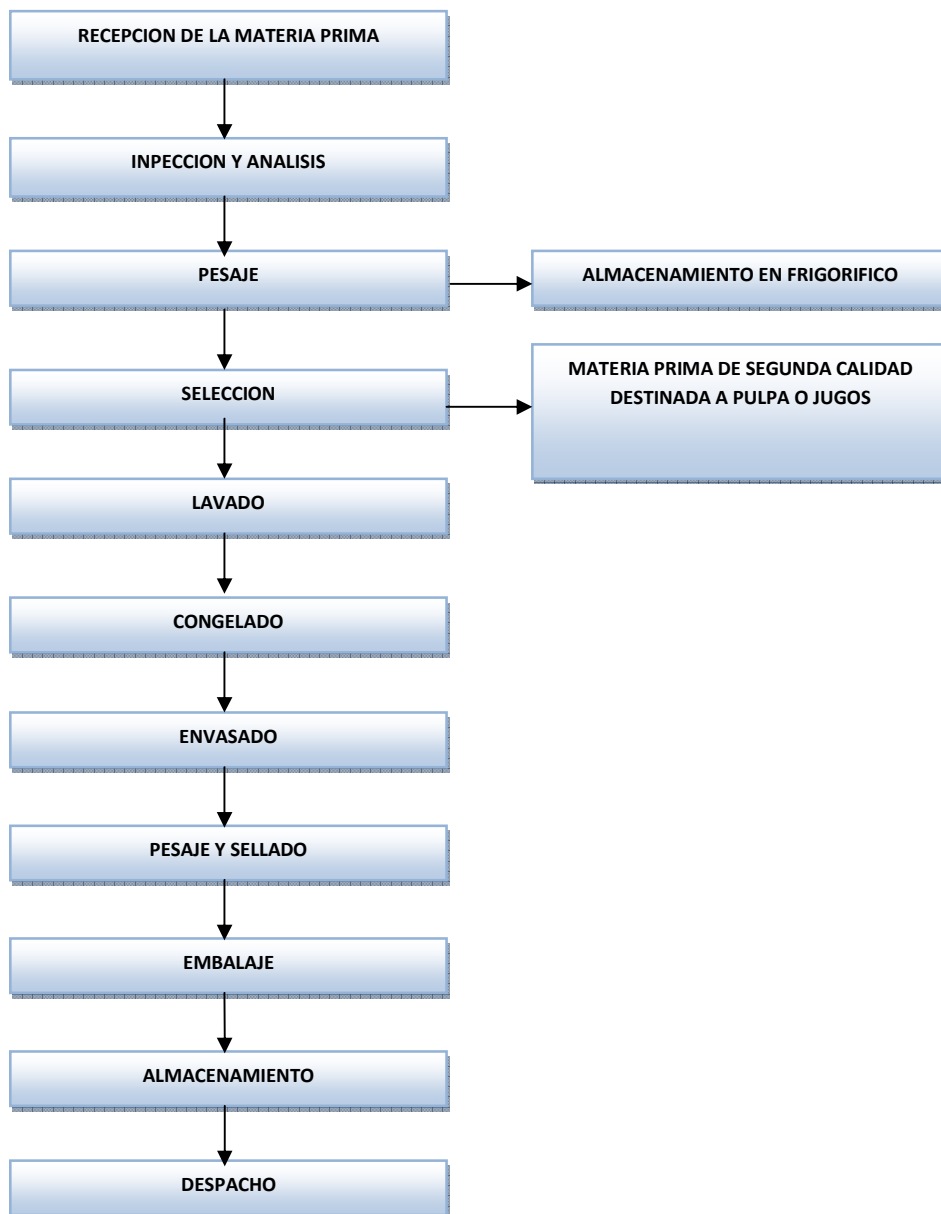 RECEPCION DE LA MATERIA PRIMA
INPECCION Y ANALISIS
PESAJE
ALMACENAMIENTO EN FRIGORIFICO
SELECCION
MATERIA PRIMA DE SEGUNDA CALIDAD
DESTINADA A PULPA O JUGOS
LAVADO
CONGELADO
ENVASADO
PESAJE Y SELLADO
EMBALAJE
ALMACENAMIENTO
DESPACHO